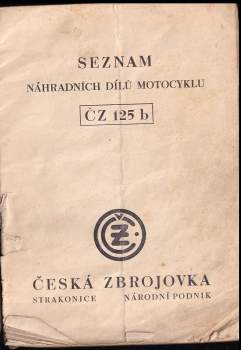 SEZNAM
NÁHRADNÍCH DÍLŮ MOTOCYKLU
ČZ 125 b
ČZ
ČESKÁ ZBROJOVKA
STRAKONICE NÁRODNÍ PODNIK